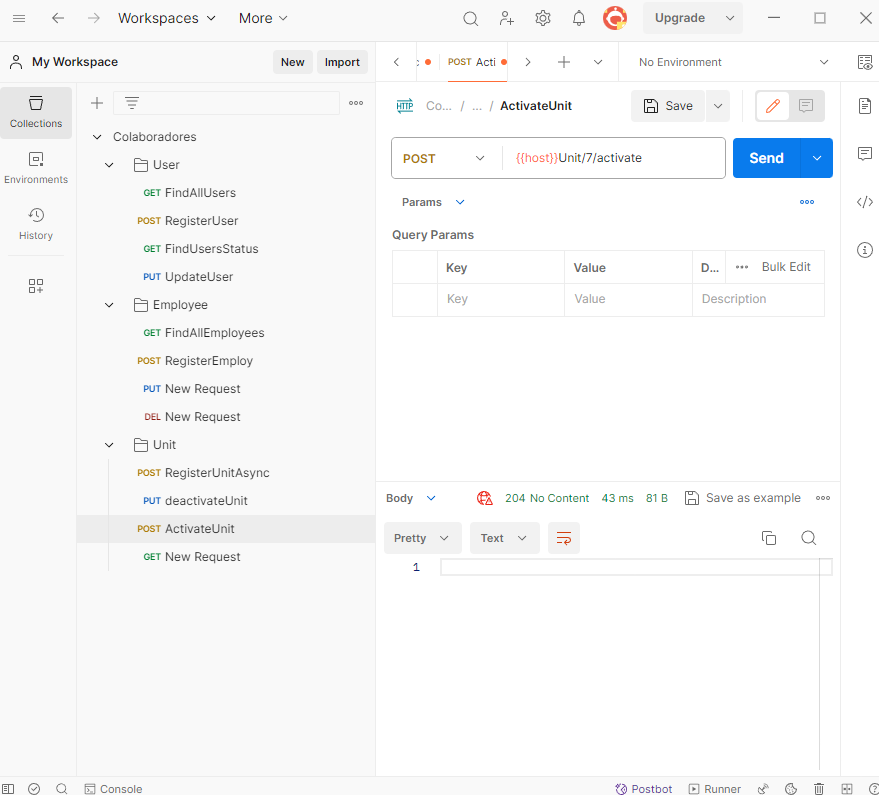 Workspaces More Upgrade
My Workspace New Import
POST Acti No Environment
Collections
Environments
History
Colaboradores
User
GET FindAllUsers
POST RegisterUser
GET FindUsersStatus
PUT UpdateUser
Employee
GET FindAllEmployees
POST RegisterEmploy
PUT New Request
DEL New Request
Unit
POST RegisterUnitAsync
PUT deactivateUnit
POST ActivateUnit
GET New Request
HTTP Co... / ... / ActivateUnit Save
POST {{host}}Unit/7/activate Send
Params
Query Params
Key Value D... Bulk Edit
Key Value Description
Body 204 No Content 43 ms 81 B Save as example
Pretty Text
1
Console Postbot Runner